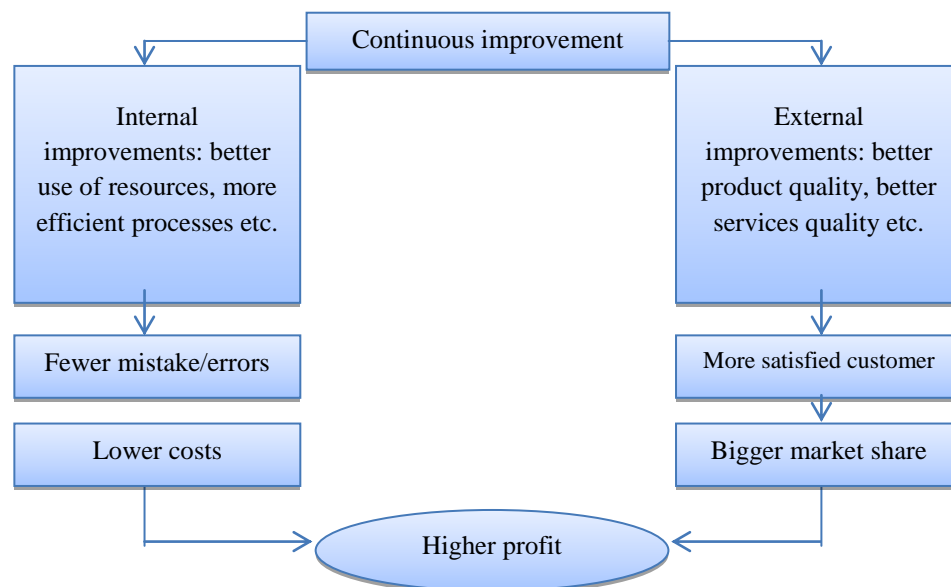 Continuous improvement
Internal
improvements: better
use of resources, more
efficient processes etc.
External
improvements: better
product quality, better
services quality etc.
Fewer mistake/errors
More satisfied customer
Lower costs
Bigger market share
Higher profit